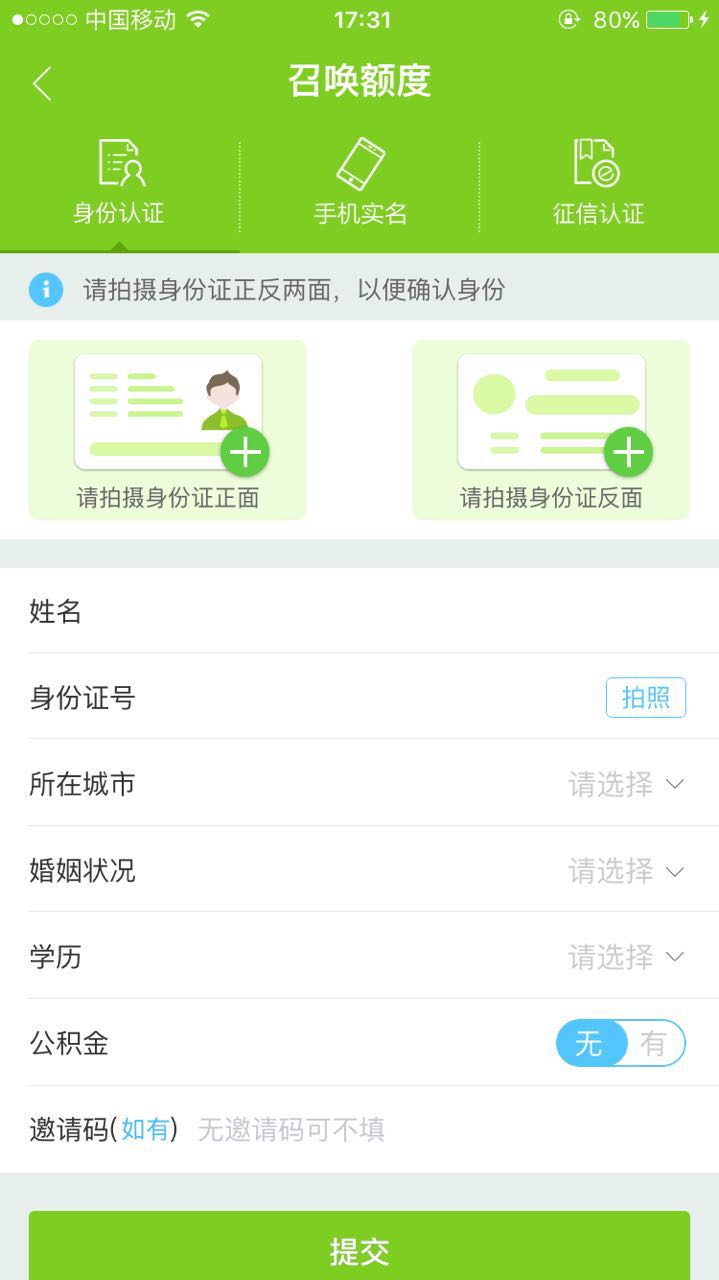 中国移动 17:31 80%
召唤额度
身份认证 手机实名 征信认证
请拍摄身份证正反两面，以便确认身份
请拍摄身份证正面 请拍摄身份证反面
姓名
身份证号 拍照
所在城市 请选择
婚姻状况 请选择
学历 请选择
公积金 无 有
邀请码(如有) 无邀请码可不填
提交